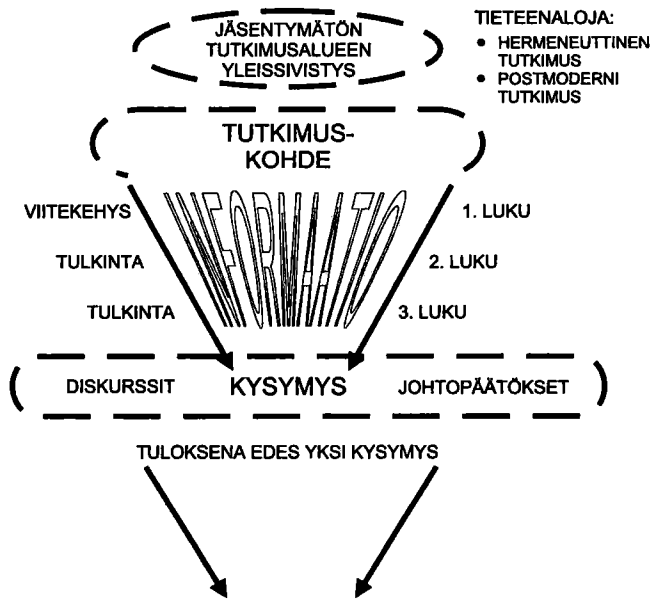 JÄSENTYMÄTÖN
TUTKIMUSALUEEN
YLEISSIVISTYS
TIETEENALOJA:
• HERMENEUTTINEN
TUTKIMUS
• POSTMODERNI
TUTKIMUS
TUTKIMUS-
KOHDE
INFORMAATIO
VIITEKEHYS
1. LUKU
TULKINTA
2. LUKU
TULKINTA
3. LUKU
DISKURSSIT
KYSYMYS
JOHTOPÄÄTÖKSET
TULOKSENA EDES YKSI KYSYMYS